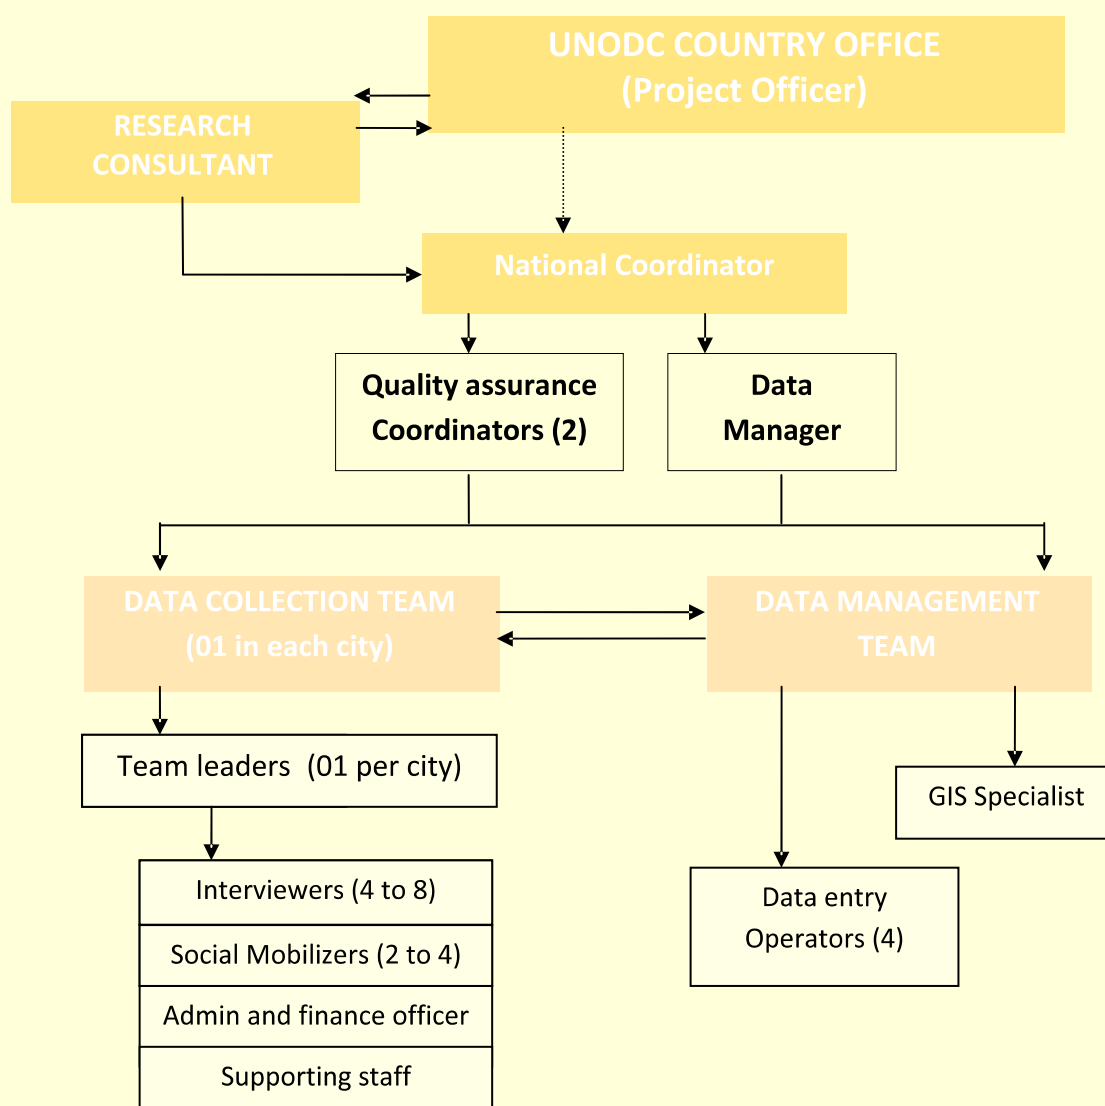 UNODC COUNTRY OFFICE
(Project Officer)
RESEARCH
CONSULTANT
National Coordinator
Quality assurance
Coordinators (2)
Data
Manager
DATA COLLECTION TEAM
(01 in each city)
DATA MANAGEMENT
TEAM
Team leaders (01 per city)
GIS Specialist
Interviewers (4 to 8)
Social Mobilizers (2 to 4)
Admin and finance officer
Supporting staff
Data entry
Operators (4)